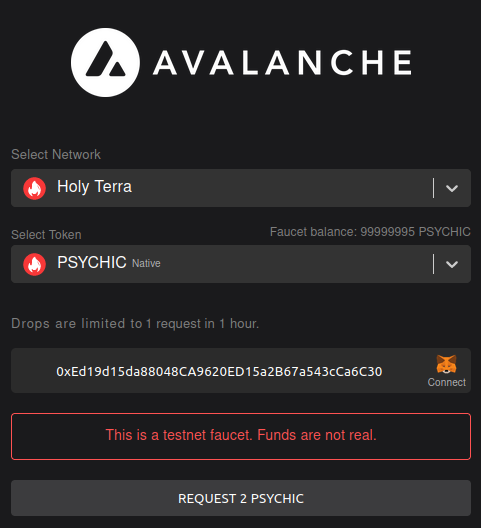 AVALANCHE
Select Network
Holy Terra
Select Token
Faucet balance: 99999995 PSYCHIC
PSYCHIC Native
Drops are limited to 1 request in 1 hour.
0xEd19d15da88048CA9620ED15a2B67a543cCa6C30
Connect
This is a testnet faucet. Funds are not real.
REQUEST 2 PSYCHIC